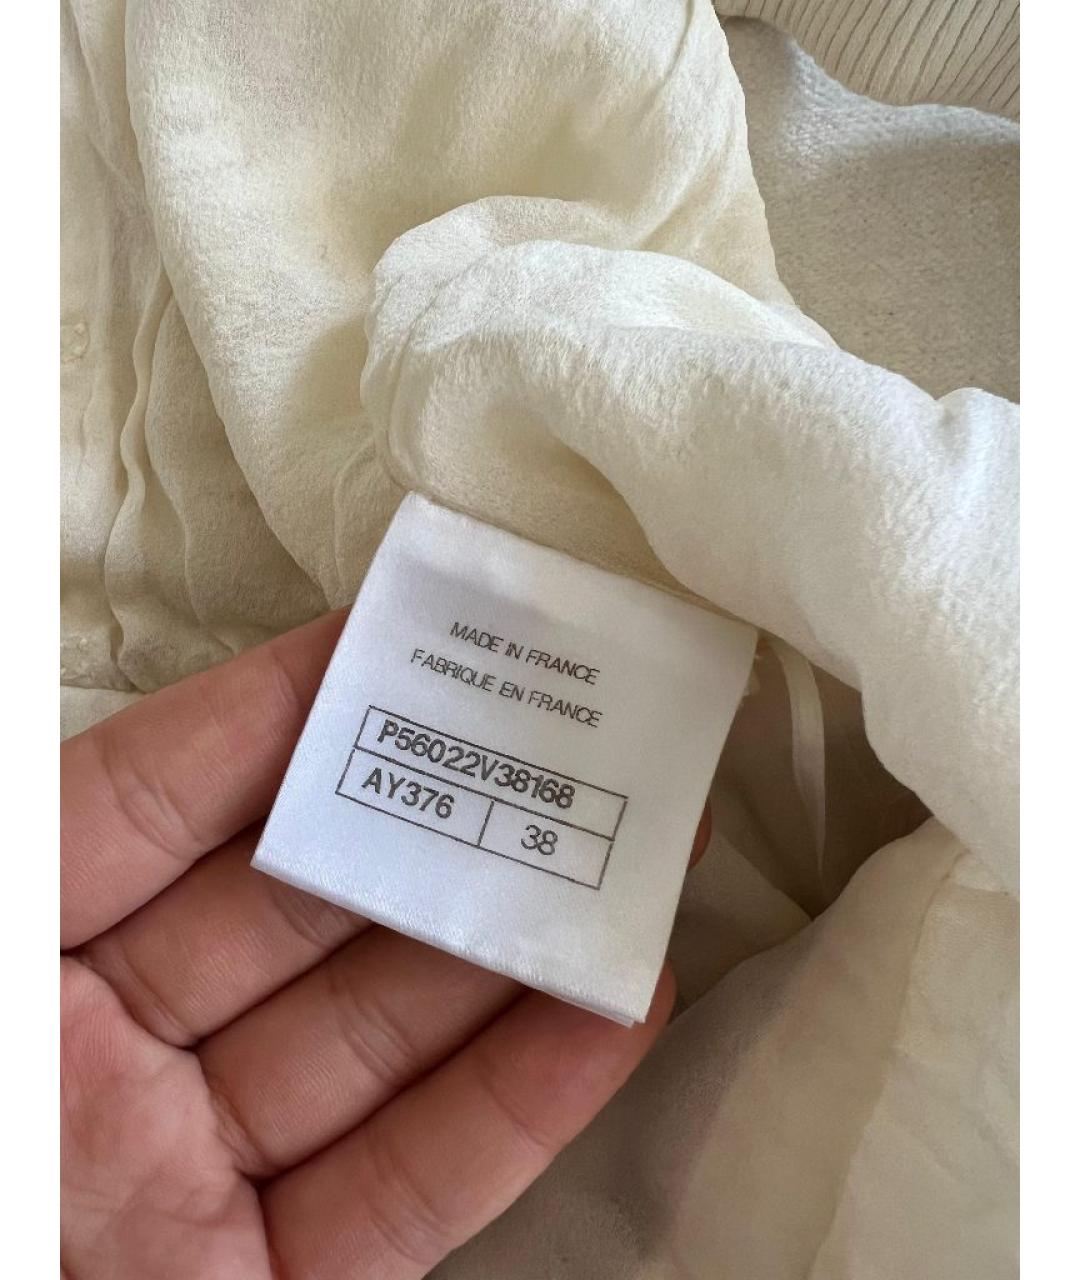 MADE IN FRANCE
FABRIQUE EN FRANCE
P56022V38168
AY376 38